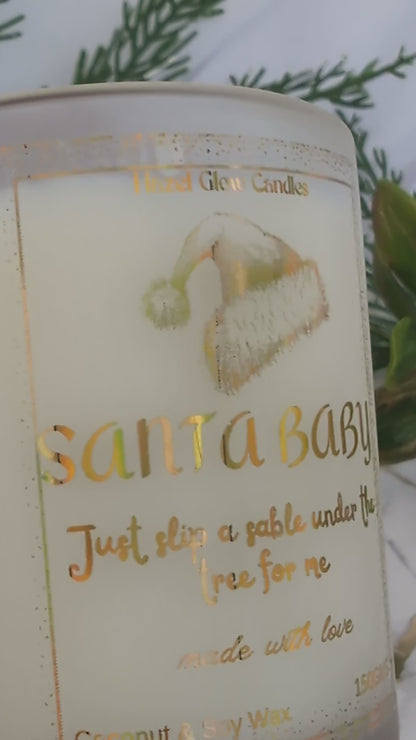 Hazel Glow Candles
SANTA BABY
Just slip a sable under the
tree for me
made with love
Coconut & Soy Wax